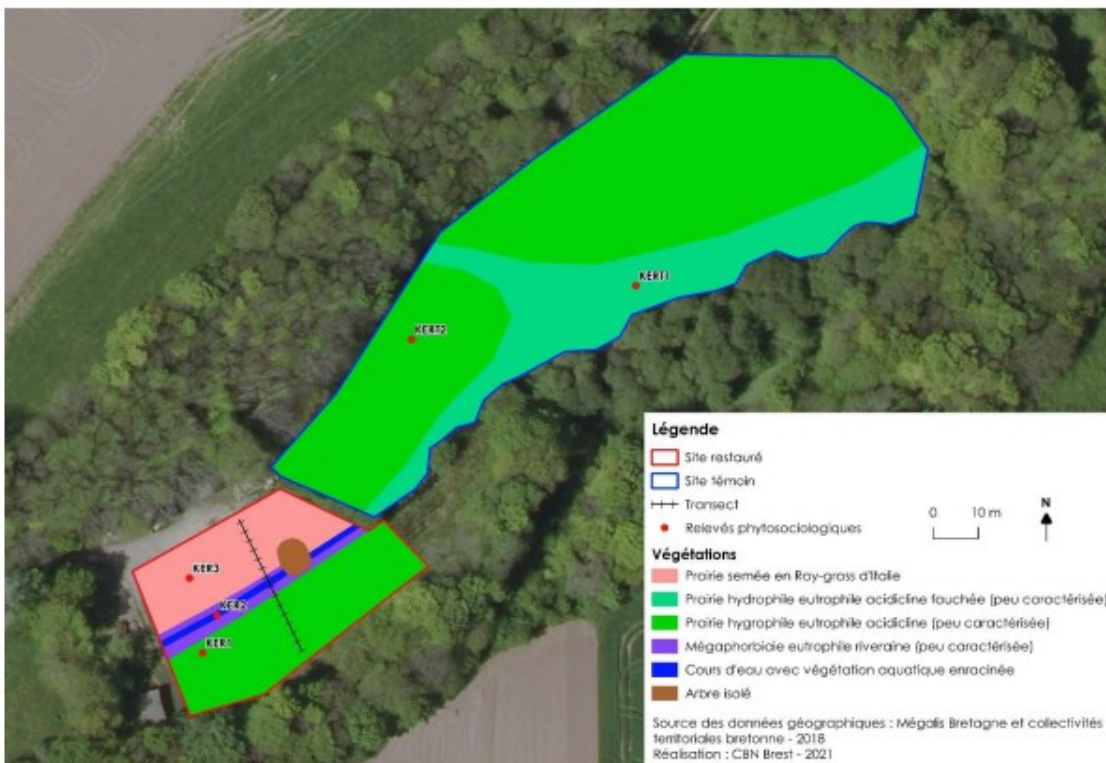 KERT1
KERT2
KER3
KER2
KER1
Légende
Site restauré
Site témoin
Transect
Relevés phytosociologiques
0 10 m
N
Végétations
Prairie semée en Ray-grass d'Italie
Prairie hydrophile eutrophile acidicline fauchée (peu caractérisée)
Prairie hygrophile eutrophile acidicline (peu caractérisée)
Mégaphorbiaie eutrophile riveraine (peu caractérisée)
Cours d'eau avec végétation aquatique enracinée
Arbre isolé
Source des données géographiques : Mégalis Bretagne et collectivités
territoriales bretonne - 2018
Réalisation : CBN Brest - 2021